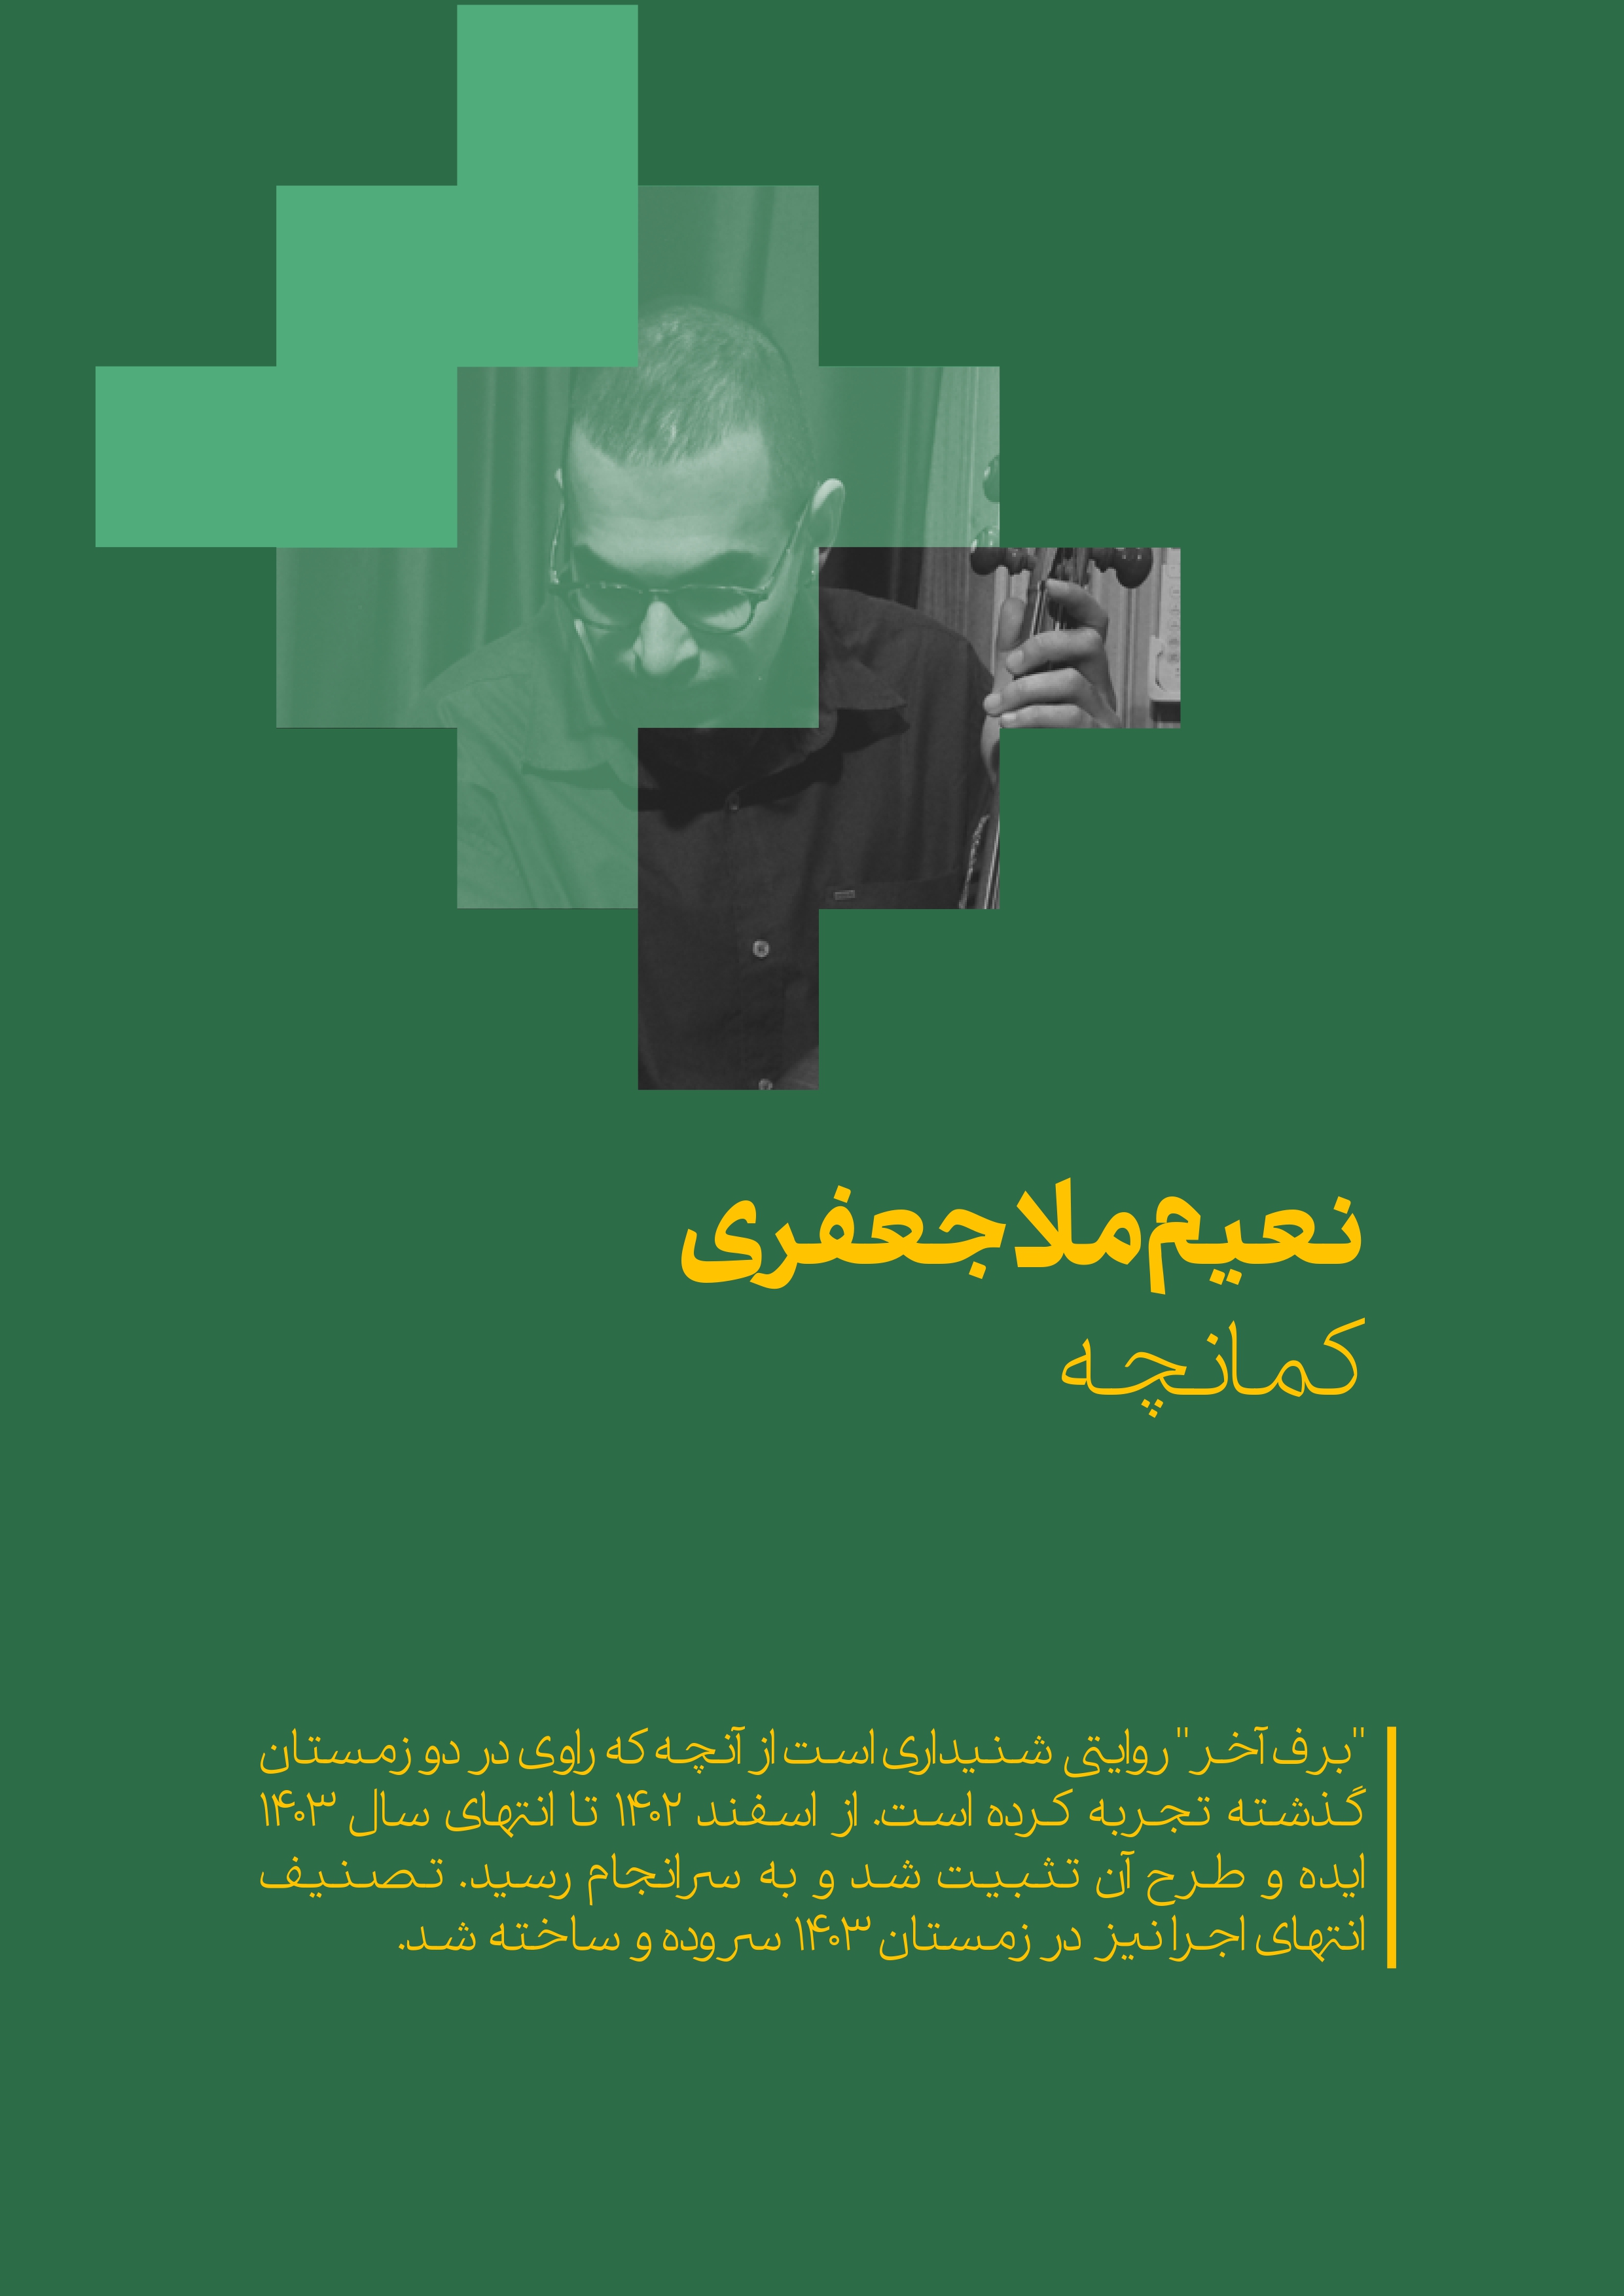 نعیم ملاجعفری
کمانچه
"برف آخر" روایتی شنیداری است از آنچه که راوی در دو زمستان
گذشته تجربه کرده است. از اسفند ۱۴۰۲ تا انتهای سال ۱۴۰۳
ایده و طرح آن تثبیت شد و به سرانجام رسید. تصنیف
انتهای اجرا نیز در زمستان ۱۴۰۳ سروده و ساخته شد.